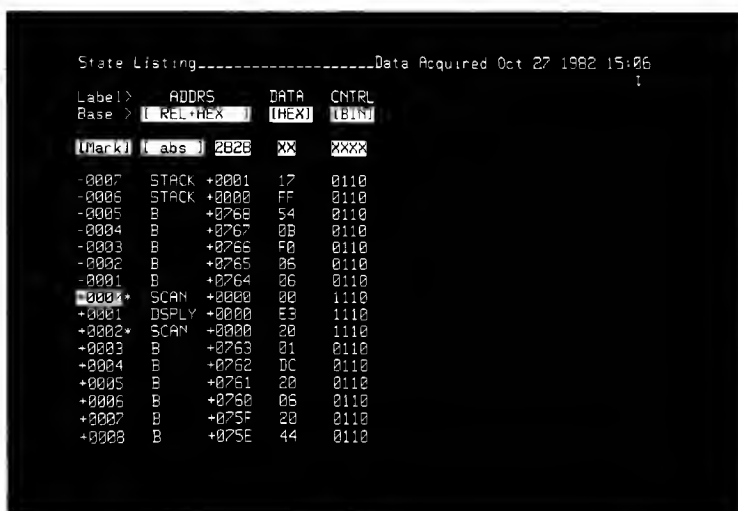 State Listing____________________Data Acquired Oct 27 1982 15:06
Label> ADDRS DATA CNTRL
Base > [ REL+HEX ] [HEX] [BIN]
[Mark] [ abs ] 2B2B XX XXXX
-0007 STACK +0001 17 0110
-0006 STACK +0000 FF 0110
-0005 B +0768 54 0110
-0004 B +0767 0B 0110
-0003 B +0766 F0 0110
-0002 B +0765 06 0110
-0001 B +0764 06 0110
* SCAN +0000 00 1110
+0001 DSPLY +0000 E3 1110
+0002* SCAN +0000 20 1110
+0003 B +0763 01 0110
+0004 B +0762 DC 0110
+0005 B +0761 20 0110
+0006 B +0760 06 0110
+0007 B +075F 20 0110
+0008 B +075E 44 0110